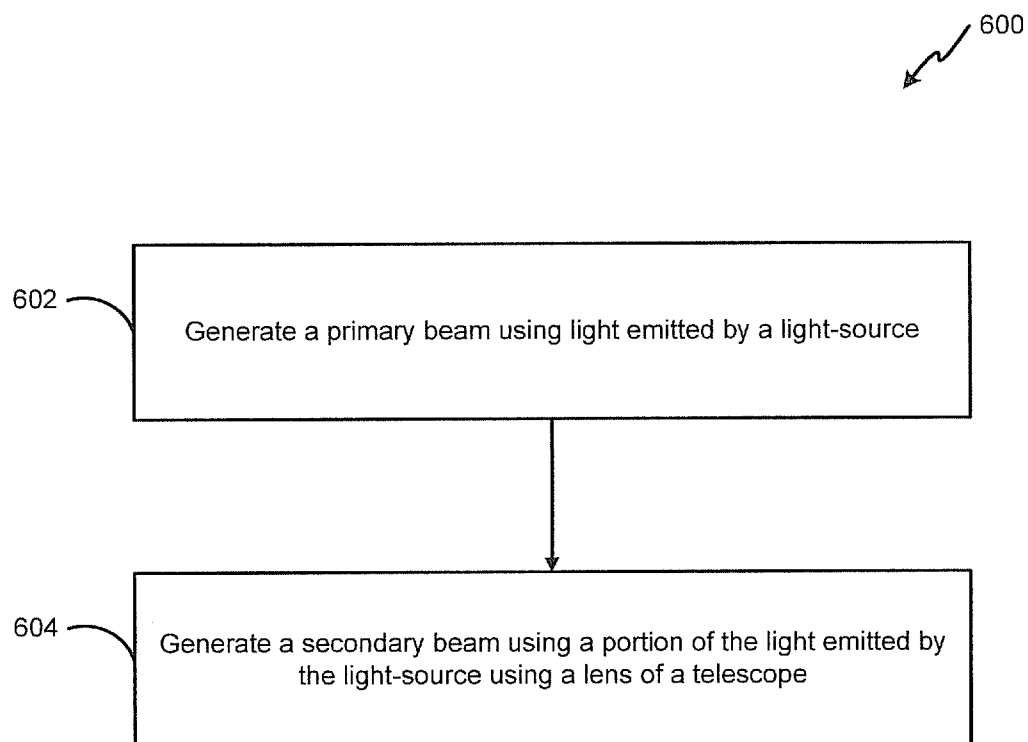 600
602
Generate a primary beam using light emitted by a light-source
604
Generate a secondary beam using a portion of the light emitted by
the light-source using a lens of a telescope